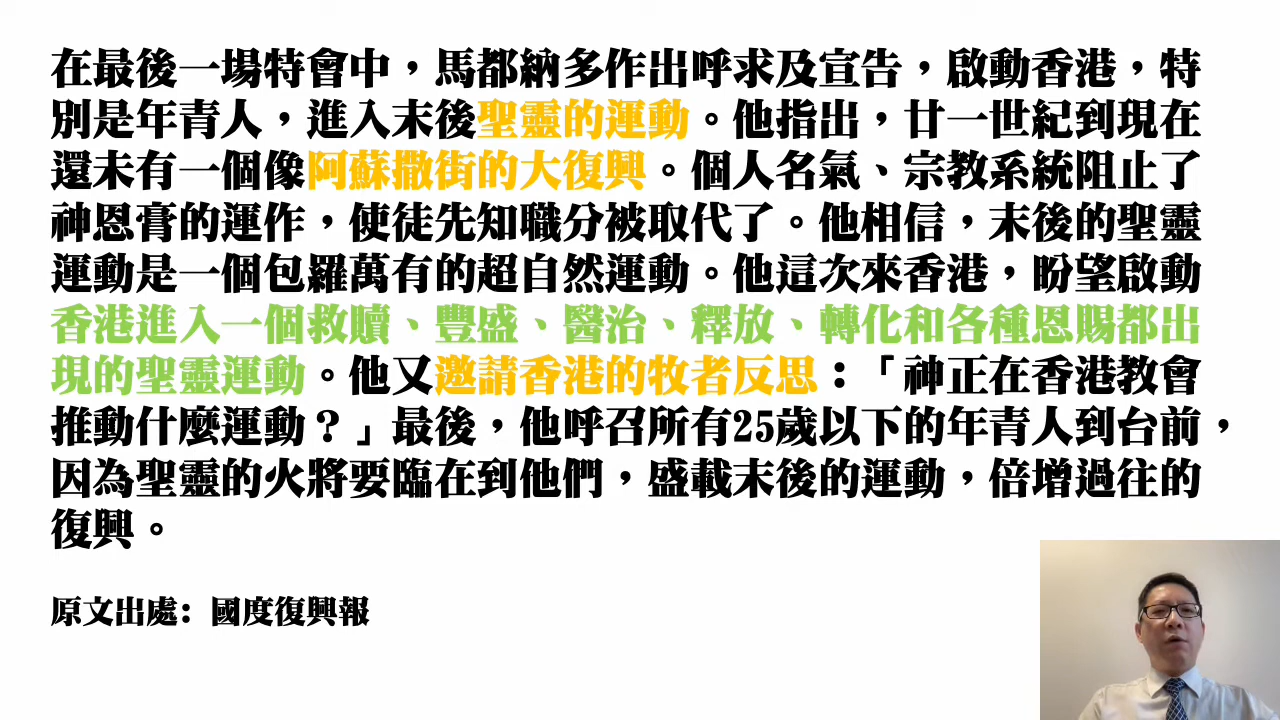 在最後一場特會中，馬都納多作出呼求及宣告，啟動香港，特
別是年青人，進入末後聖靈的運動。他指出，廿一世紀到現在
還未有一個像阿蘇撒街的大復興。個人名氣、宗教系統阻止了
神恩膏的運作，使徒先知職分被取代了。他相信，末後的聖靈
運動是一個包羅萬有的超自然運動。他這次來香港，盼望啟動
香港進入一個救贖、豐盛、醫治、釋放、轉化和各種恩賜都出
現的聖靈運動。他又邀請香港的牧者反思：「神正在香港教會
推動什麼運動？」最後，他呼召所有25歲以下的年青人到台前，
因為聖靈的火將要臨在到他們，盛載末後的運動，倍增過往的
復興。
原文出處：國度復興報